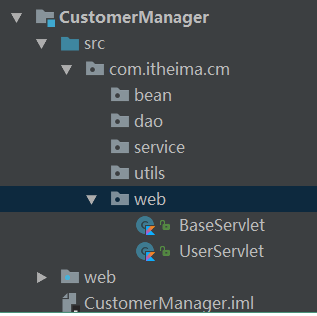 CustomerManager
src
com.itheima.cm
bean
dao
service
utils
web
BaseServlet
UserServlet
web
CustomerManager.iml